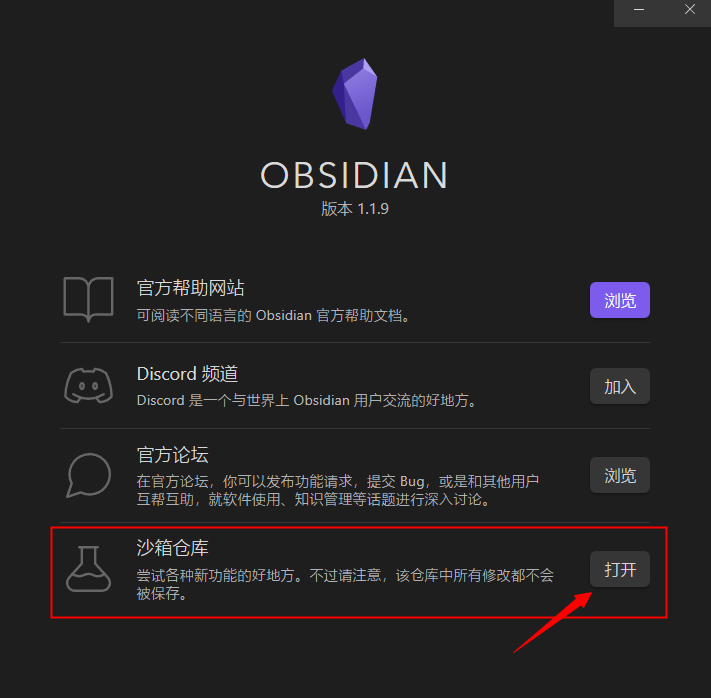 OBSIDIAN
版本 1.1.9
官方帮助网站
可阅读不同语言的 Obsidian 官方帮助文档。
浏览
Discord 频道
Discord 是一个与世界上 Obsidian 用户交流的好地方。
加入
官方论坛
在官方论坛，你可以发布功能请求，提交 Bug，或是和其他用户
互帮互助，就软件使用、知识管理等话题进行深入讨论。
浏览
沙箱仓库
尝试各种新功能的好地方。不过请注意，该仓库中所有修改都不会
被保存。
打开